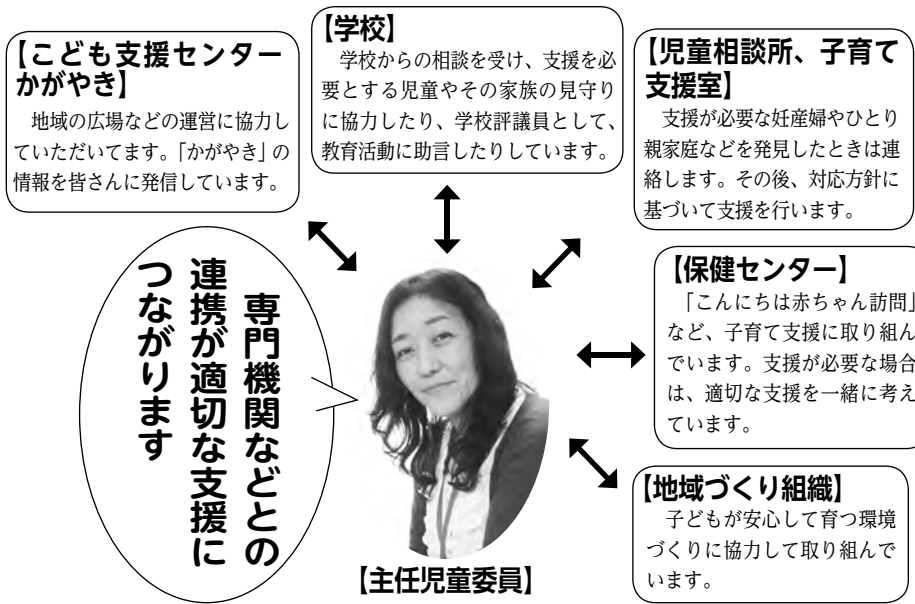 【こども支援センター
かがやき】
地域の広場などの運営に協力し
ていただいてます。「かがやき」の
情報を皆さんに発信しています。
【学校】
学校からの相談を受け、支援を必
要とする児童やその家族の見守り
に協力したり、学校評議員として、
教育活動に助言したりしています。
【児童相談所、子育て
支援室】
支援が必要な妊産婦やひとり
親家庭などを発見したときは連
絡します。その後、対応方針に
基づいて支援を行います。
【保健センター】
「こんにちは赤ちゃん訪問」
など、子育て支援に取り組ん
でいます。支援が必要な場合
は、適切な支援を一緒に考え
ています。
【地域づくり組織】
子どもが安心して育つ環境
づくりに協力して取り組んで
います。
専門機関などとの
連携が適切な支援に
つながります
【主任児童委員】